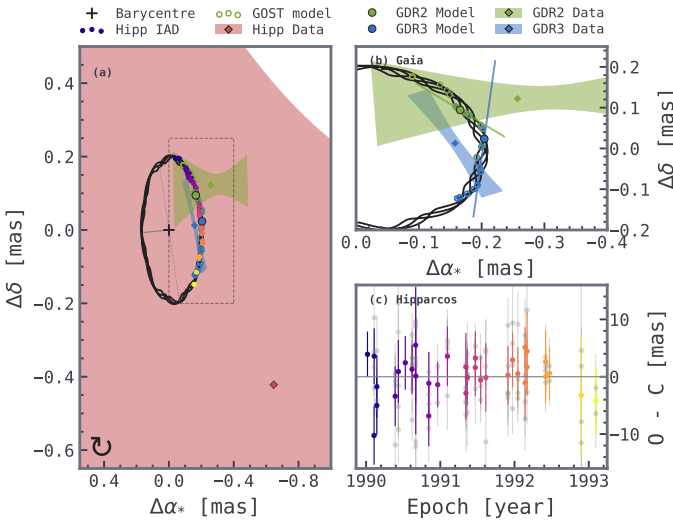 Barycentre GOST model GDR2 Model GDR2 Data
Hipp IAD Hipp Data GDR3 Model GDR3 Data
(a)
0.4
0.2
0.0
−0.2
−0.4
−0.6
Δδ [mas]
0.4 0.0 −0.4 −0.8
Δα* [mas]
↻
(b) Gaia
0.2
0.1
0.0
−0.1
−0.2
Δδ [mas]
0.0 −0.1 −0.2 −0.3 −0.4
Δα* [mas]
(c) Hipparcos
10
0
−10
O - C [mas]
1990 1991 1992 1993
Epoch [year]